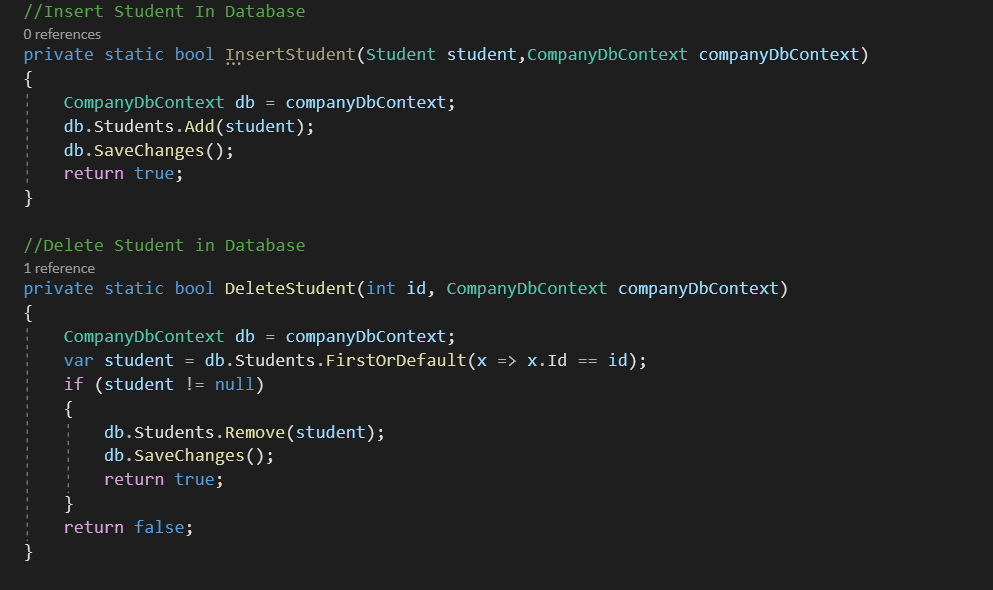 //Insert Student In Database
0 references
private static bool InsertStudent(Student student,CompanyDbContext companyDbContext)
{
    CompanyDbContext db = companyDbContext;
    db.Students.Add(student);
    db.SaveChanges();
    return true;
}
//Delete Student in Database
1 reference
private static bool DeleteStudent(int id, CompanyDbContext companyDbContext)
{
    CompanyDbContext db = companyDbContext;
    var student = db.Students.FirstOrDefault(x => x.Id == id);
    if (student != null)
    {
        db.Students.Remove(student);
        db.SaveChanges();
        return true;
    }
    return false;
}